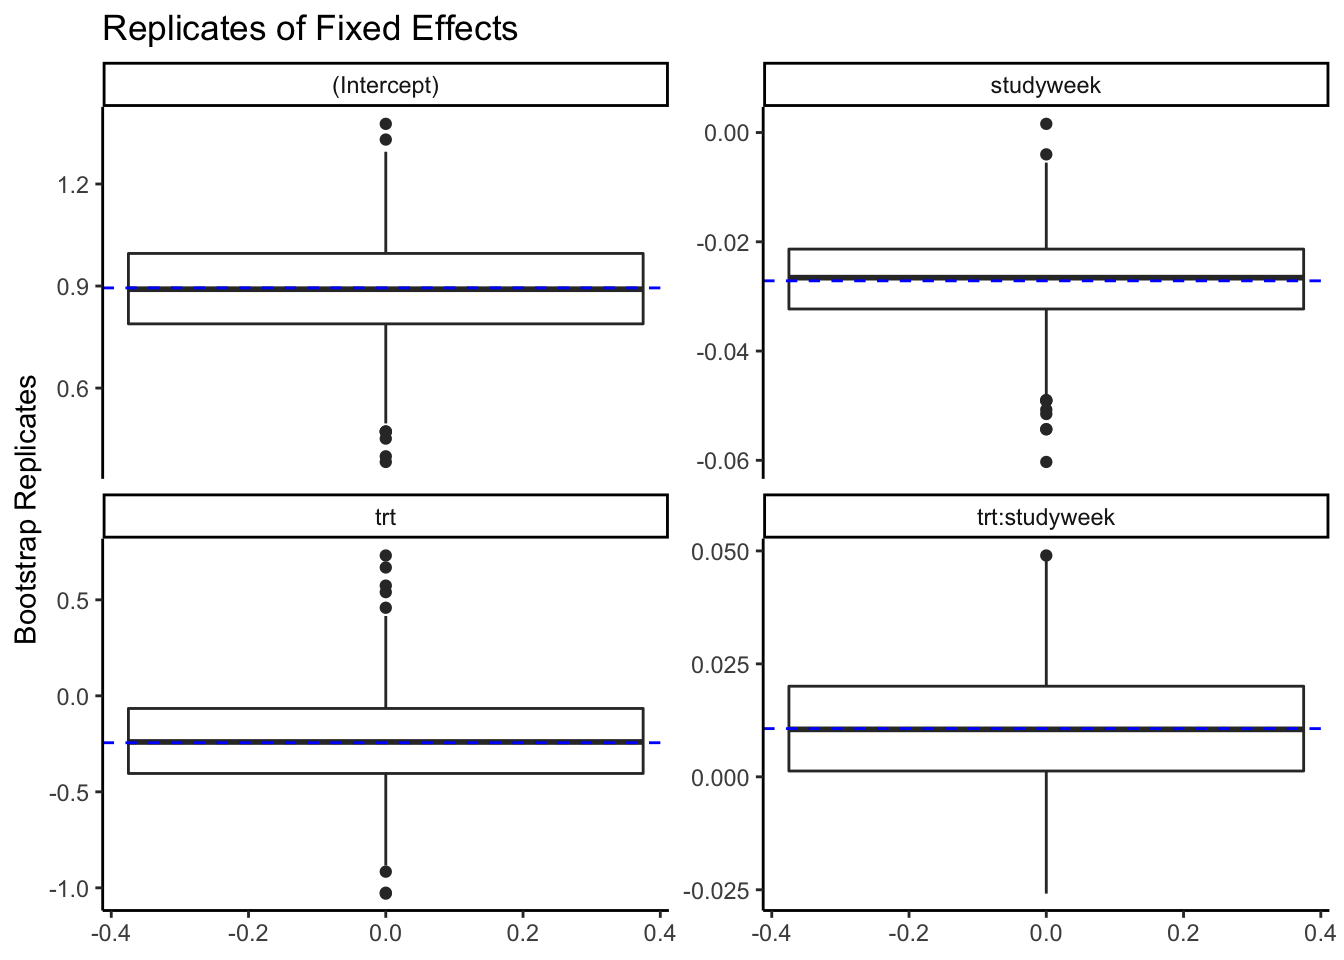 Replicates of Fixed Effects
(Intercept)
studyweek
1.2
0.9
0.6
0.00
-0.02
-0.04
-0.06
Bootstrap Replicates
trt
trt:studyweek
0.5
0.0
-0.5
-1.0
0.050
0.025
0.000
-0.025
-0.4 -0.2 0.0 0.2 0.4
-0.4 -0.2 0.0 0.2 0.4